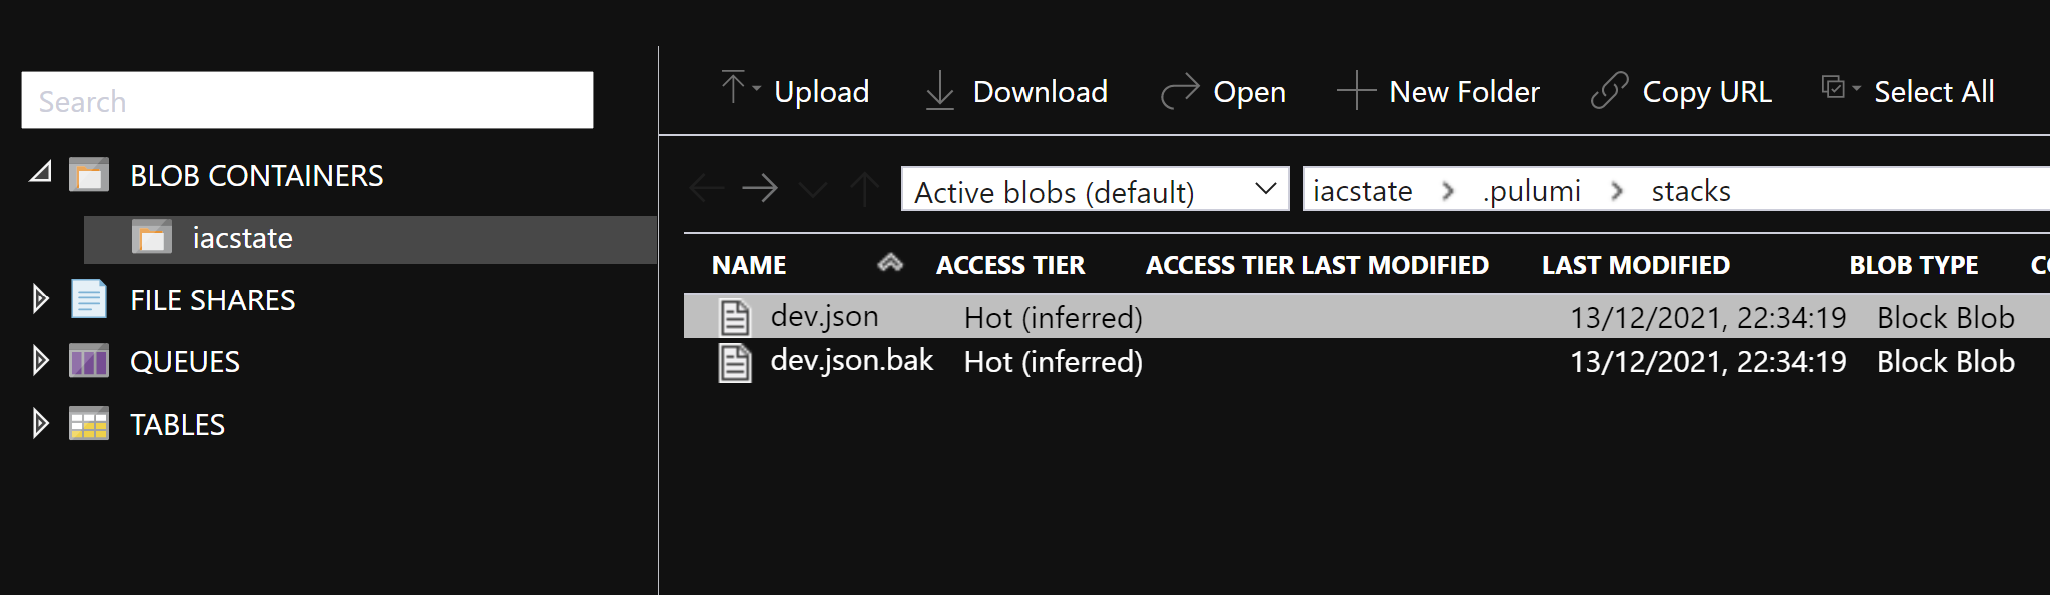 Search
BLOB CONTAINERS
iacstate
FILE SHARES
QUEUES
TABLES
Upload Download Open New Folder Copy URL Select All
Active blobs (default) iacstate .pulumi stacks
NAME ACCESS TIER ACCESS TIER LAST MODIFIED LAST MODIFIED BLOB TYPE
dev.json Hot (inferred) 13/12/2021, 22:34:19 Block Blob
dev.json.bak Hot (inferred) 13/12/2021, 22:34:19 Block Blob